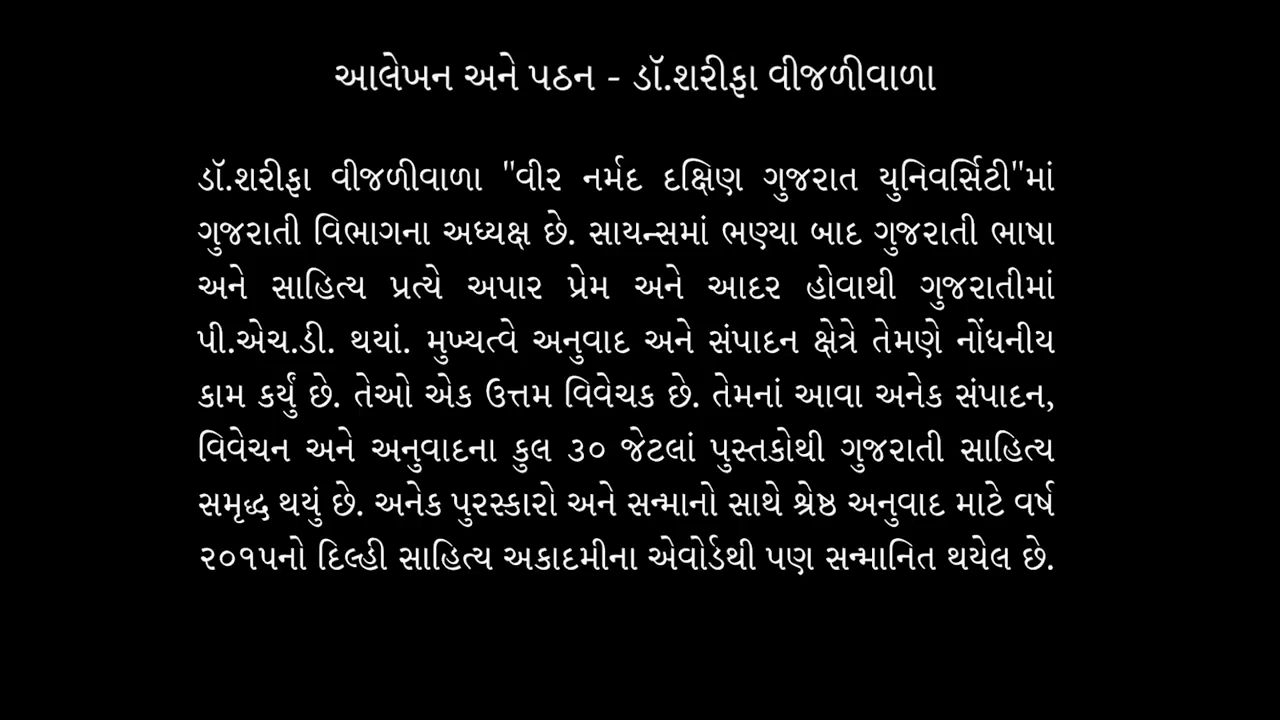 આલેખન અને પઠન - ડૉ.શરીફા વીજળીવાળા
ડૉ.શરીફા વીજળીવાળા "વીર નર્મદ દક્ષિણ ગુજરાત યુનિવર્સિટી"માં
ગુજરાતી વિભાગના અધ્યક્ષ છે. સાયન્સમાં ભણ્યા બાદ ગુજરાતી ભાષા
અને સાહિત્ય પ્રત્યે અપાર પ્રેમ અને આદર હોવાથી ગુજરાતીમાં
પી.એચ.ડી. થયાં. મુખ્યત્વે અનુવાદ અને સંપાદન ક્ષેત્રે તેમણે નોંધનીય
કામ કર્યું છે. તેઓ એક ઉત્તમ વિવેચક છે. તેમનાં આવા અનેક સંપાદન,
વિવેચન અને અનુવાદના કુલ ૩૦ જેટલાં પુસ્તકોથી ગુજરાતી સાહિત્ય
સમૃદ્ધ થયું છે. અનેક પુરસ્કારો અને સન્માનો સાથે શ્રેષ્ઠ અનુવાદ માટે વર્ષ
૨૦૧૫નો દિલ્હી સાહિત્ય અકાદમીના એવોર્ડથી પણ સન્માનિત થયેલ છે.